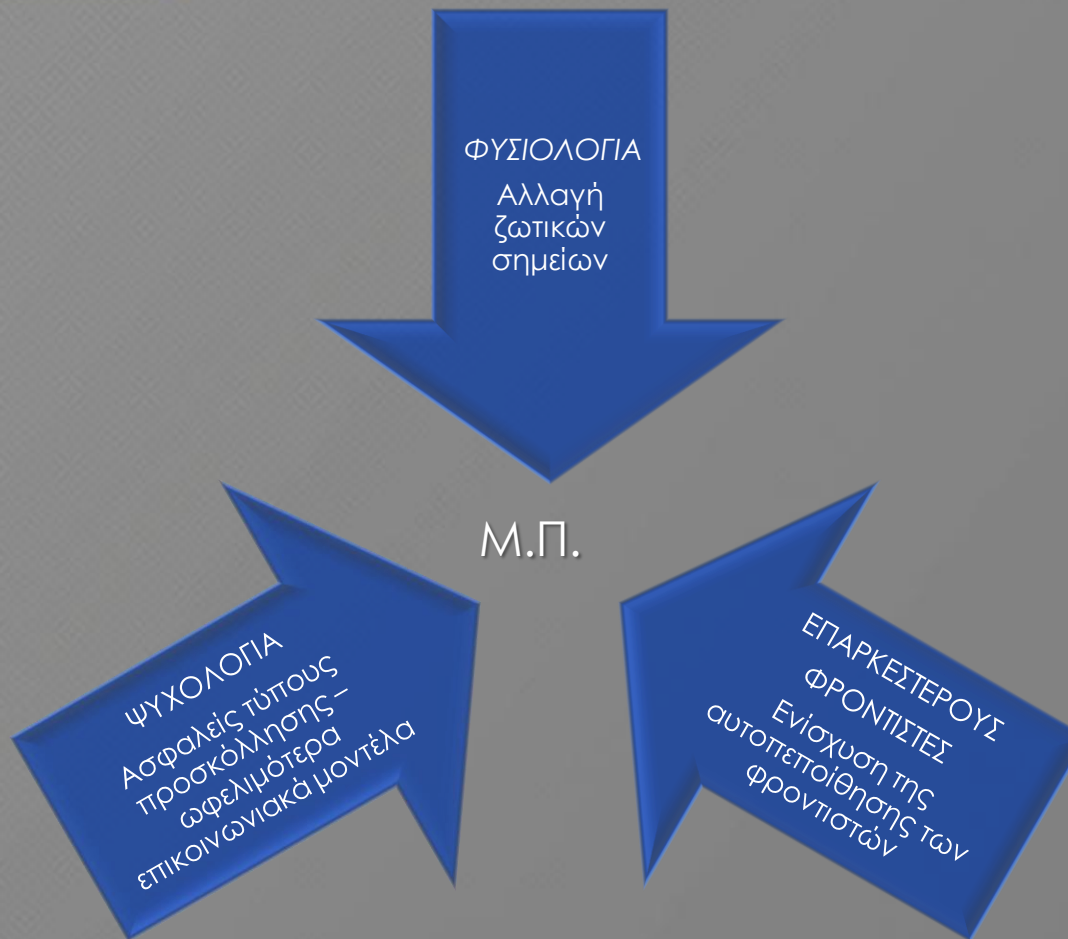 ΦΥΣΙΟΛΟΓΙΑ
Αλλαγή
ζωτικών
σημείων
Μ.Π.
ΨΥΧΟΛΟΓΙΑ
Ασφαλείς τύπους
προσκόλλησης –
ωφελιμότερα
επικοινωνιακά μοντέλα
ΕΠΑΡΚΕΣΤΕΡΟΥΣ
ΦΡΟΝΤΙΣΤΕΣ
Ενίσχυση της
αυτοπεποίθησης των
φροντιστών